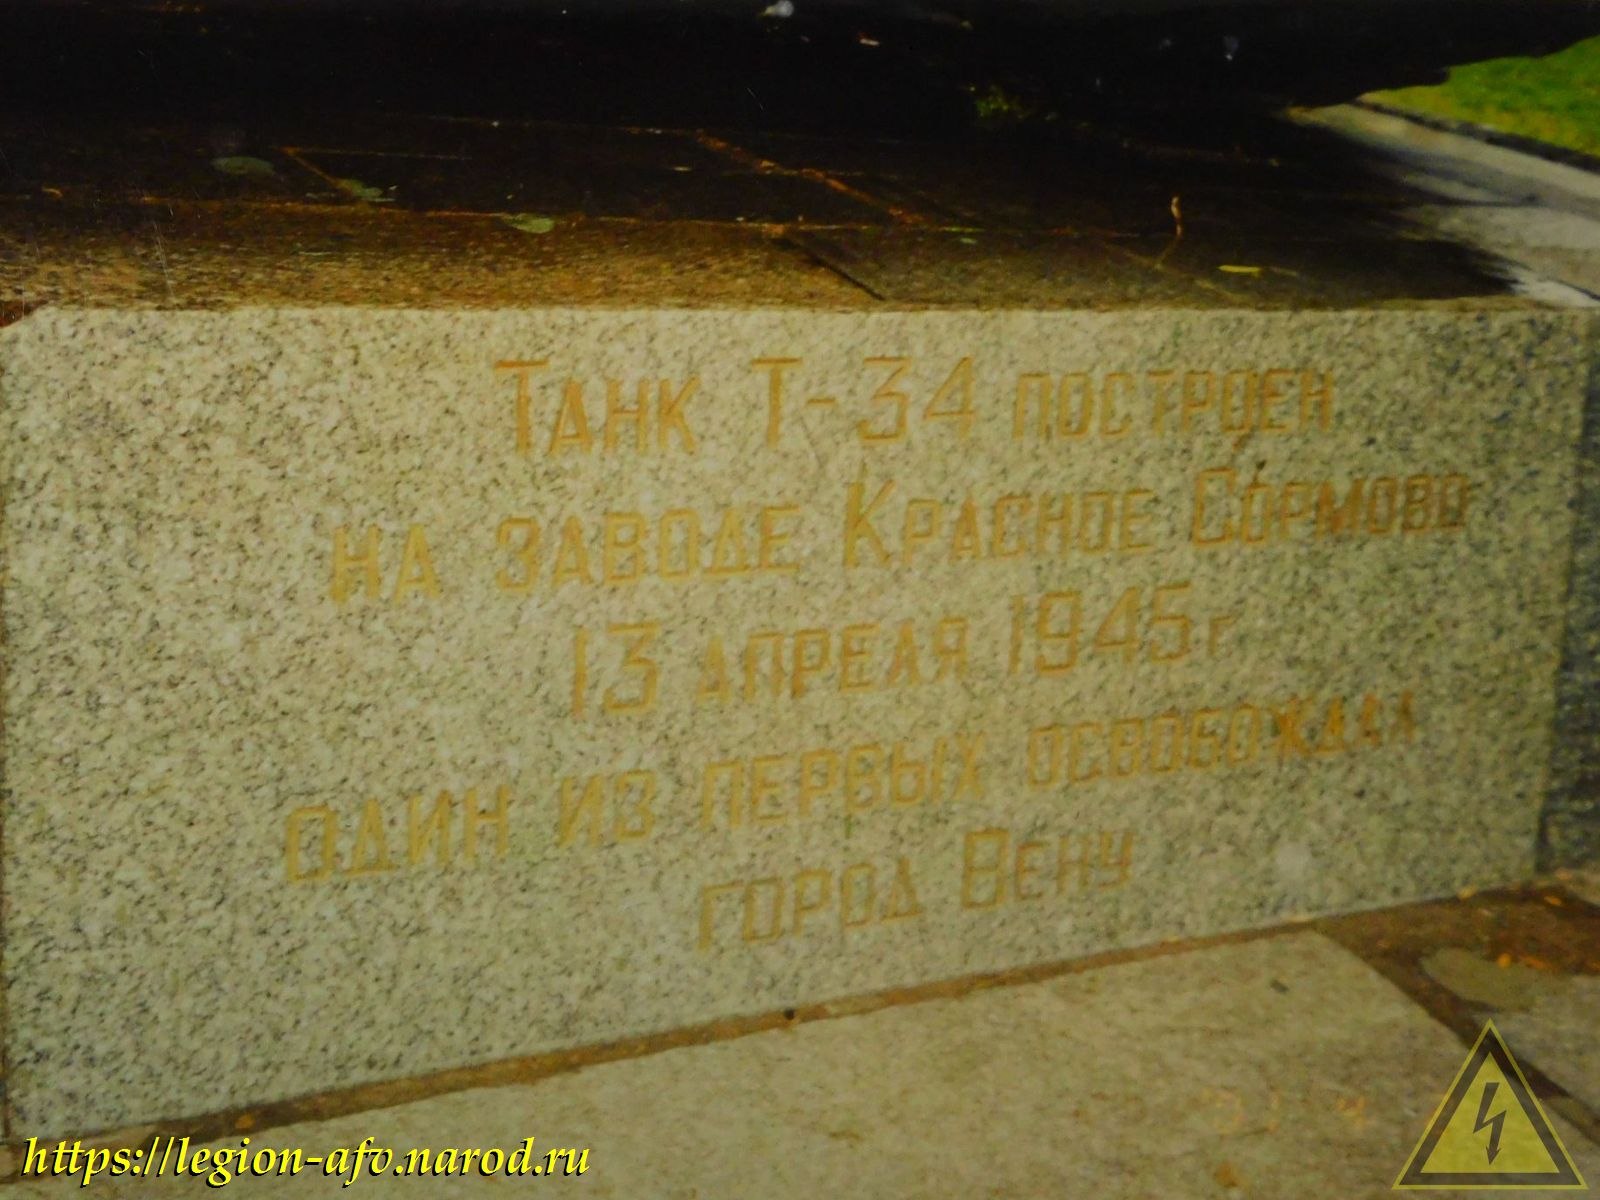 Танк Т-34 построен
на заводе Красное Сормово
13 апреля 1945 г
один из первых освобождал
город Вену
https://legion-afv.narod.ru